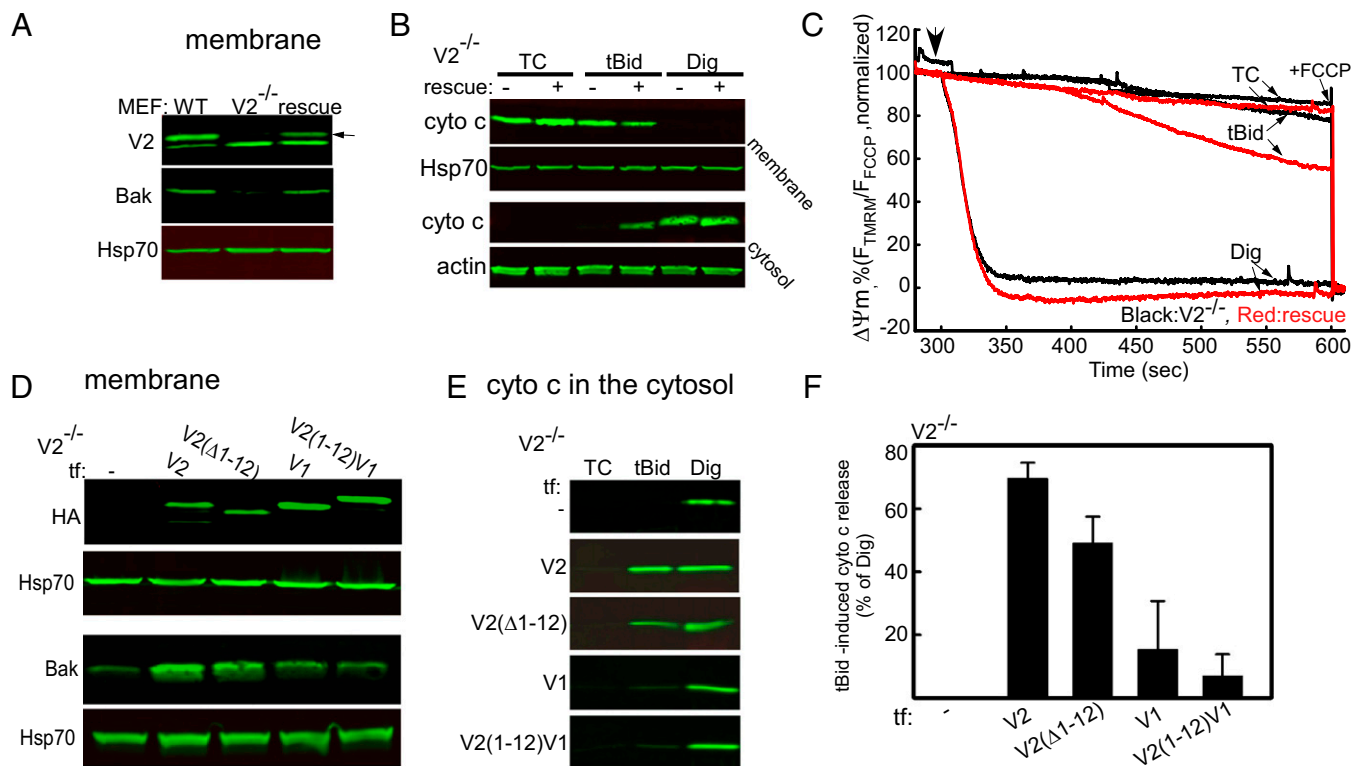 A
membrane
MEF: WT V2-/- rescue
V2
Bak
Hsp70
B
V2-/-
TC tBid Dig
rescue: - + - + - +
cyto c
Hsp70
membrane
cyto c
actin
cytosol
C
ΔΨm,%(FTMRM/FFCCP,normalized)
100
80
60
40
20
0
-20
TC
+FCCP
tBid
Dig
Black:V2-/-, Red:rescue
300 400 500 600
Time (sec)
D
membrane
V2-/-
tf: - V2 V2(Δ1-12) V1 V2(1-12)V1
HA
Hsp70
Bak
Hsp70
E
cyto c in the cytosol
V2-/-
TC tBid Dig
tf:
-
V2
V2(Δ1-12)
V1
V2(1-12)V1
F
V2-/-
tBid -induced cyto c release
(% of Dig)
80
60
40
20
tf: - V2 V2(Δ1-12) V1 V2(1-12)V1